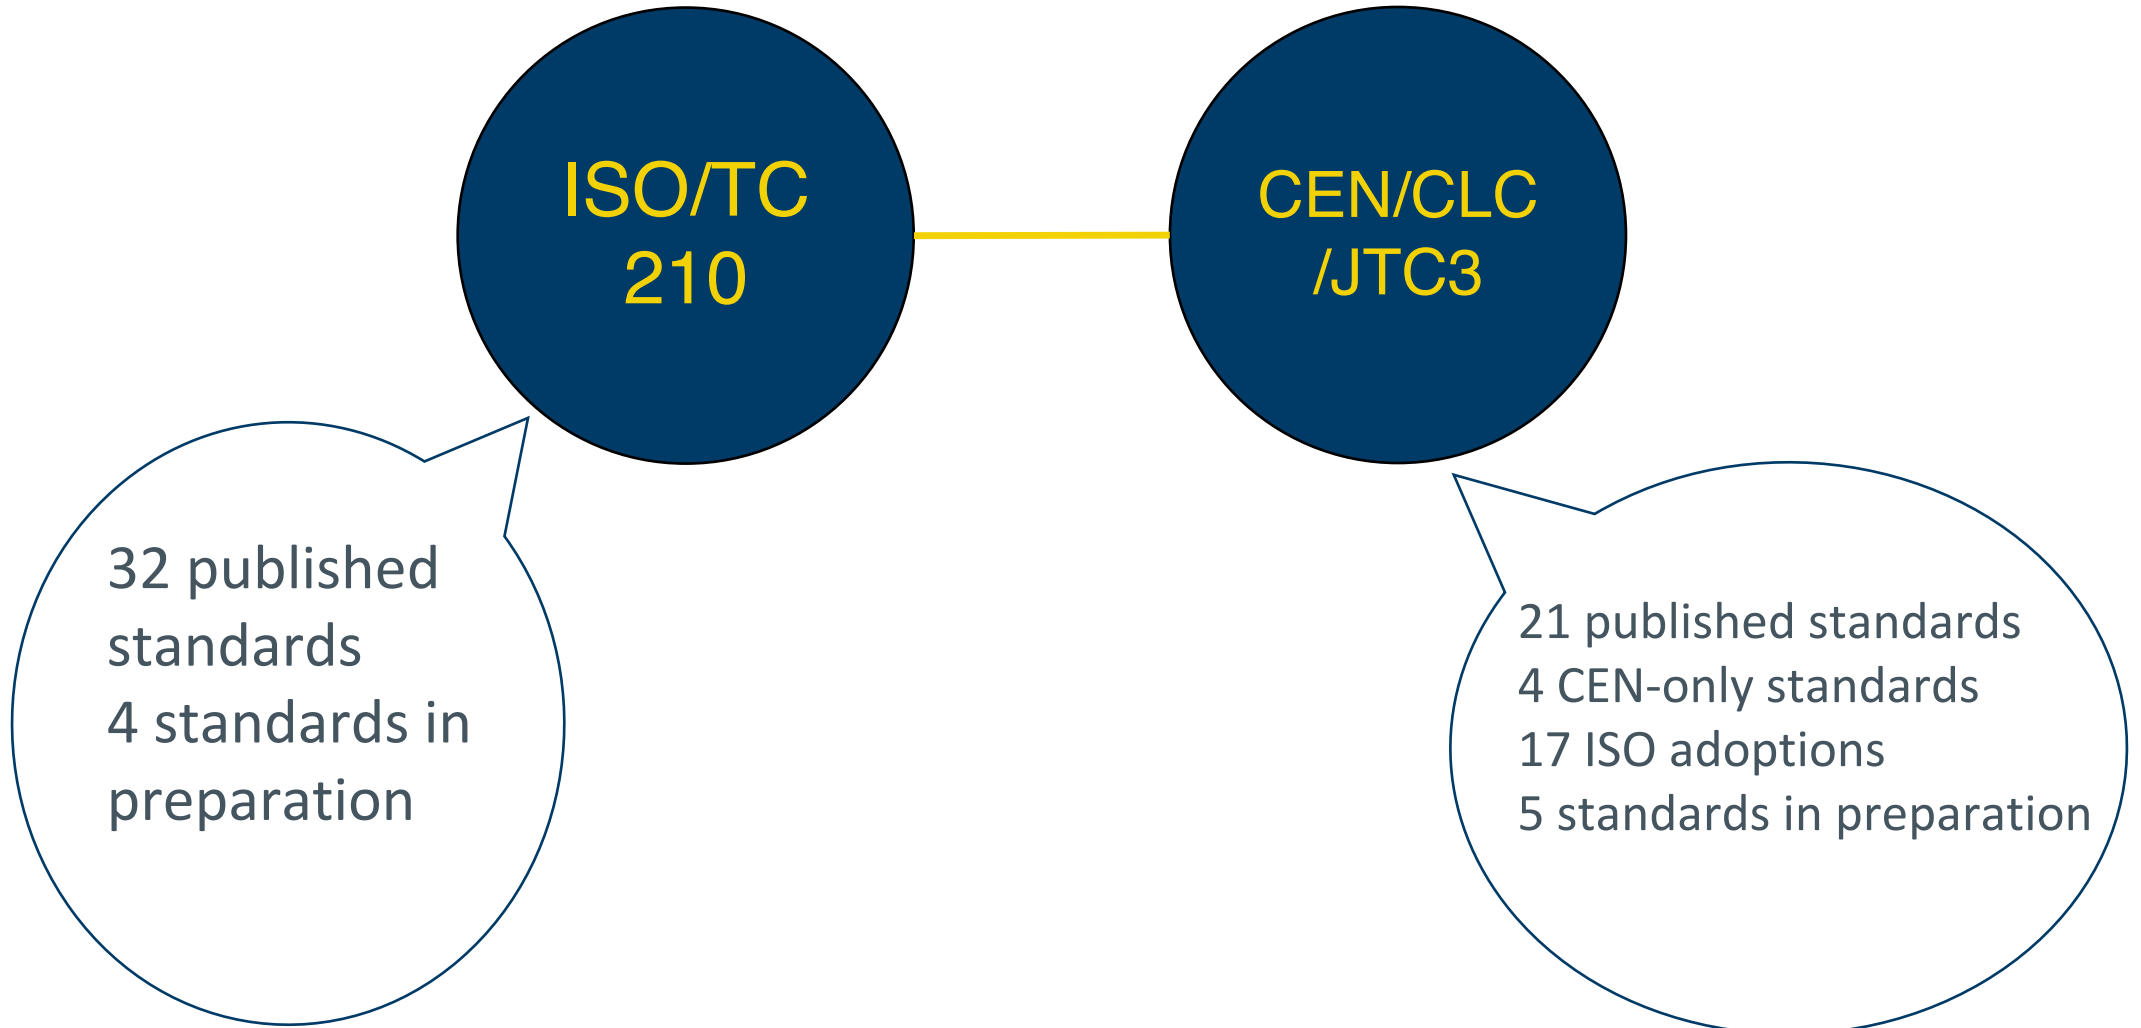 ISO/TC
210
CEN/CLC
/JTC3
32 published
standards
4 standards in
preparation
21 published standards
4 CEN-only standards
17 ISO adoptions
5 standards in preparation